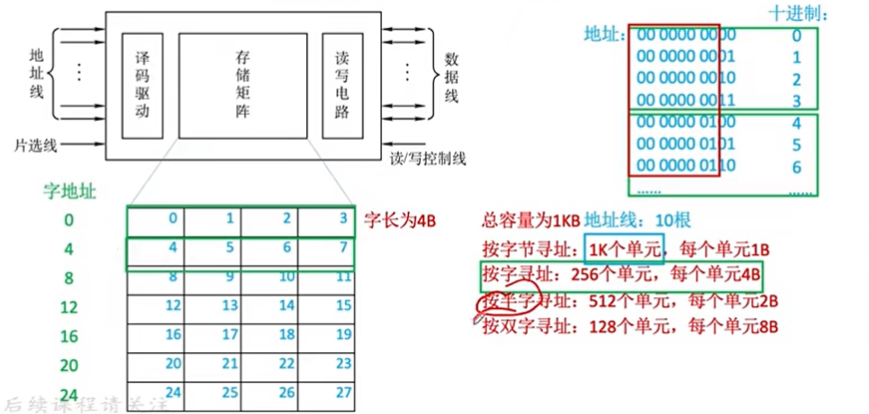 地址线
译码驱动
存储矩阵
读写电路
数据线
片选线
读/写控制线
十进制：
地址：
00 0000 0000 0
00 0000 0001 1
00 0000 0010 2
00 0000 0011 3
00 0000 0100 4
00 0000 0101 5
00 0000 0110 6
...... ......
字地址
0 0 1 2 3 字长为4B
4 4 5 6 7
8 8 9 10 11
12 12 13 14 15
16 16 17 18 19
20 20 21 22 23
24 24 25 26 27
总容量为1KB 地址线：10根
按字节寻址：1K个单元，每个单元1B
按字寻址：256个单元，每个单元4B
按半字寻址：512个单元，每个单元2B
按双字寻址：128个单元，每个单元8B
后续课程请关注